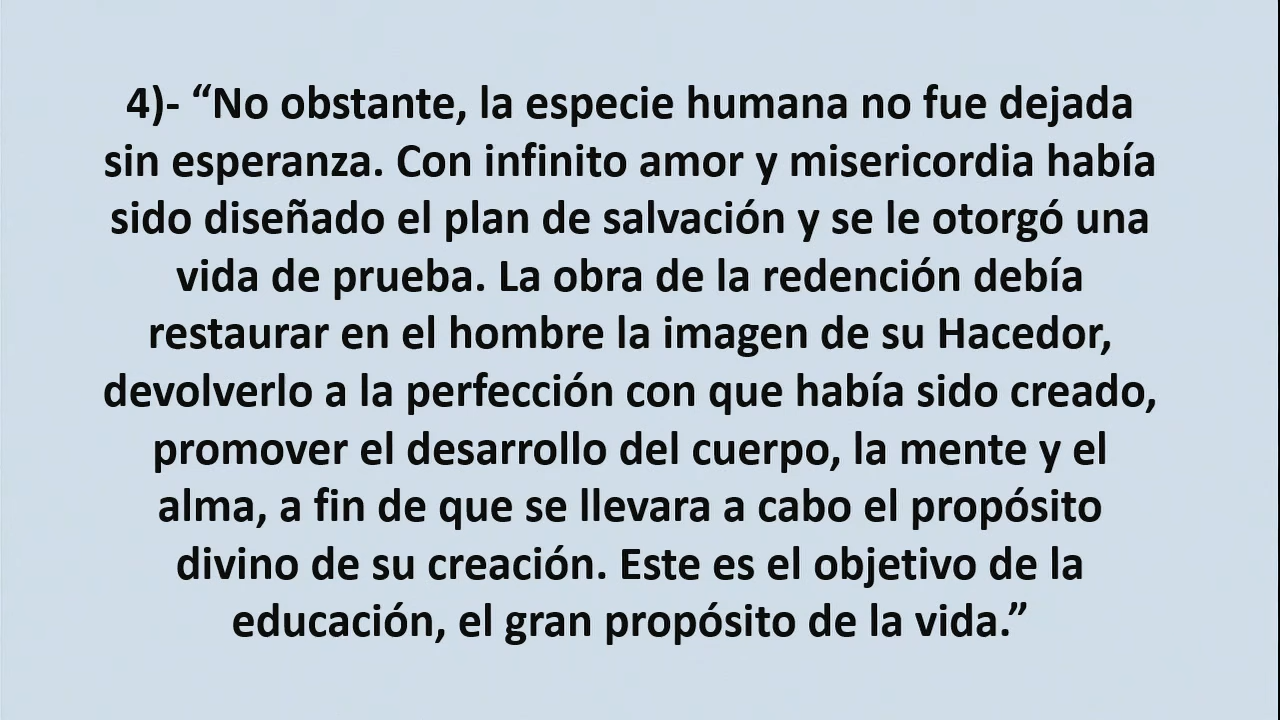 4)- “No obstante, la especie humana no fue dejada
sin esperanza. Con infinito amor y misericordia había
sido diseñado el plan de salvación y se le otorgó una
vida de prueba. La obra de la redención debía
restaurar en el hombre la imagen de su Hacedor,
devolverlo a la perfección con que había sido creado,
promover el desarrollo del cuerpo, la mente y el
alma, a fin de que se llevara a cabo el propósito
divino de su creación. Este es el objetivo de la
educación, el gran propósito de la vida.”